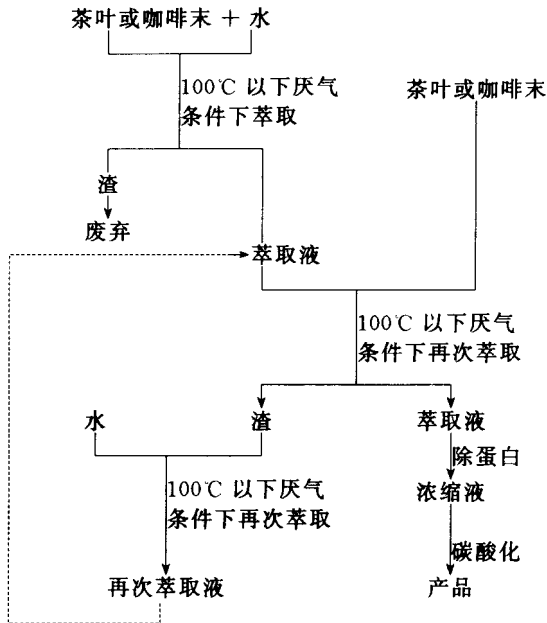 茶叶或咖啡末 + 水
100℃ 以下厌气
条件下萃取
茶叶或咖啡末
渣
废弃
萃取液
100℃ 以下厌气
条件下再次萃取
水
渣
萃取液
除蛋白
100℃ 以下厌气
条件下再次萃取
浓缩液
碳酸化
再次萃取液
产品